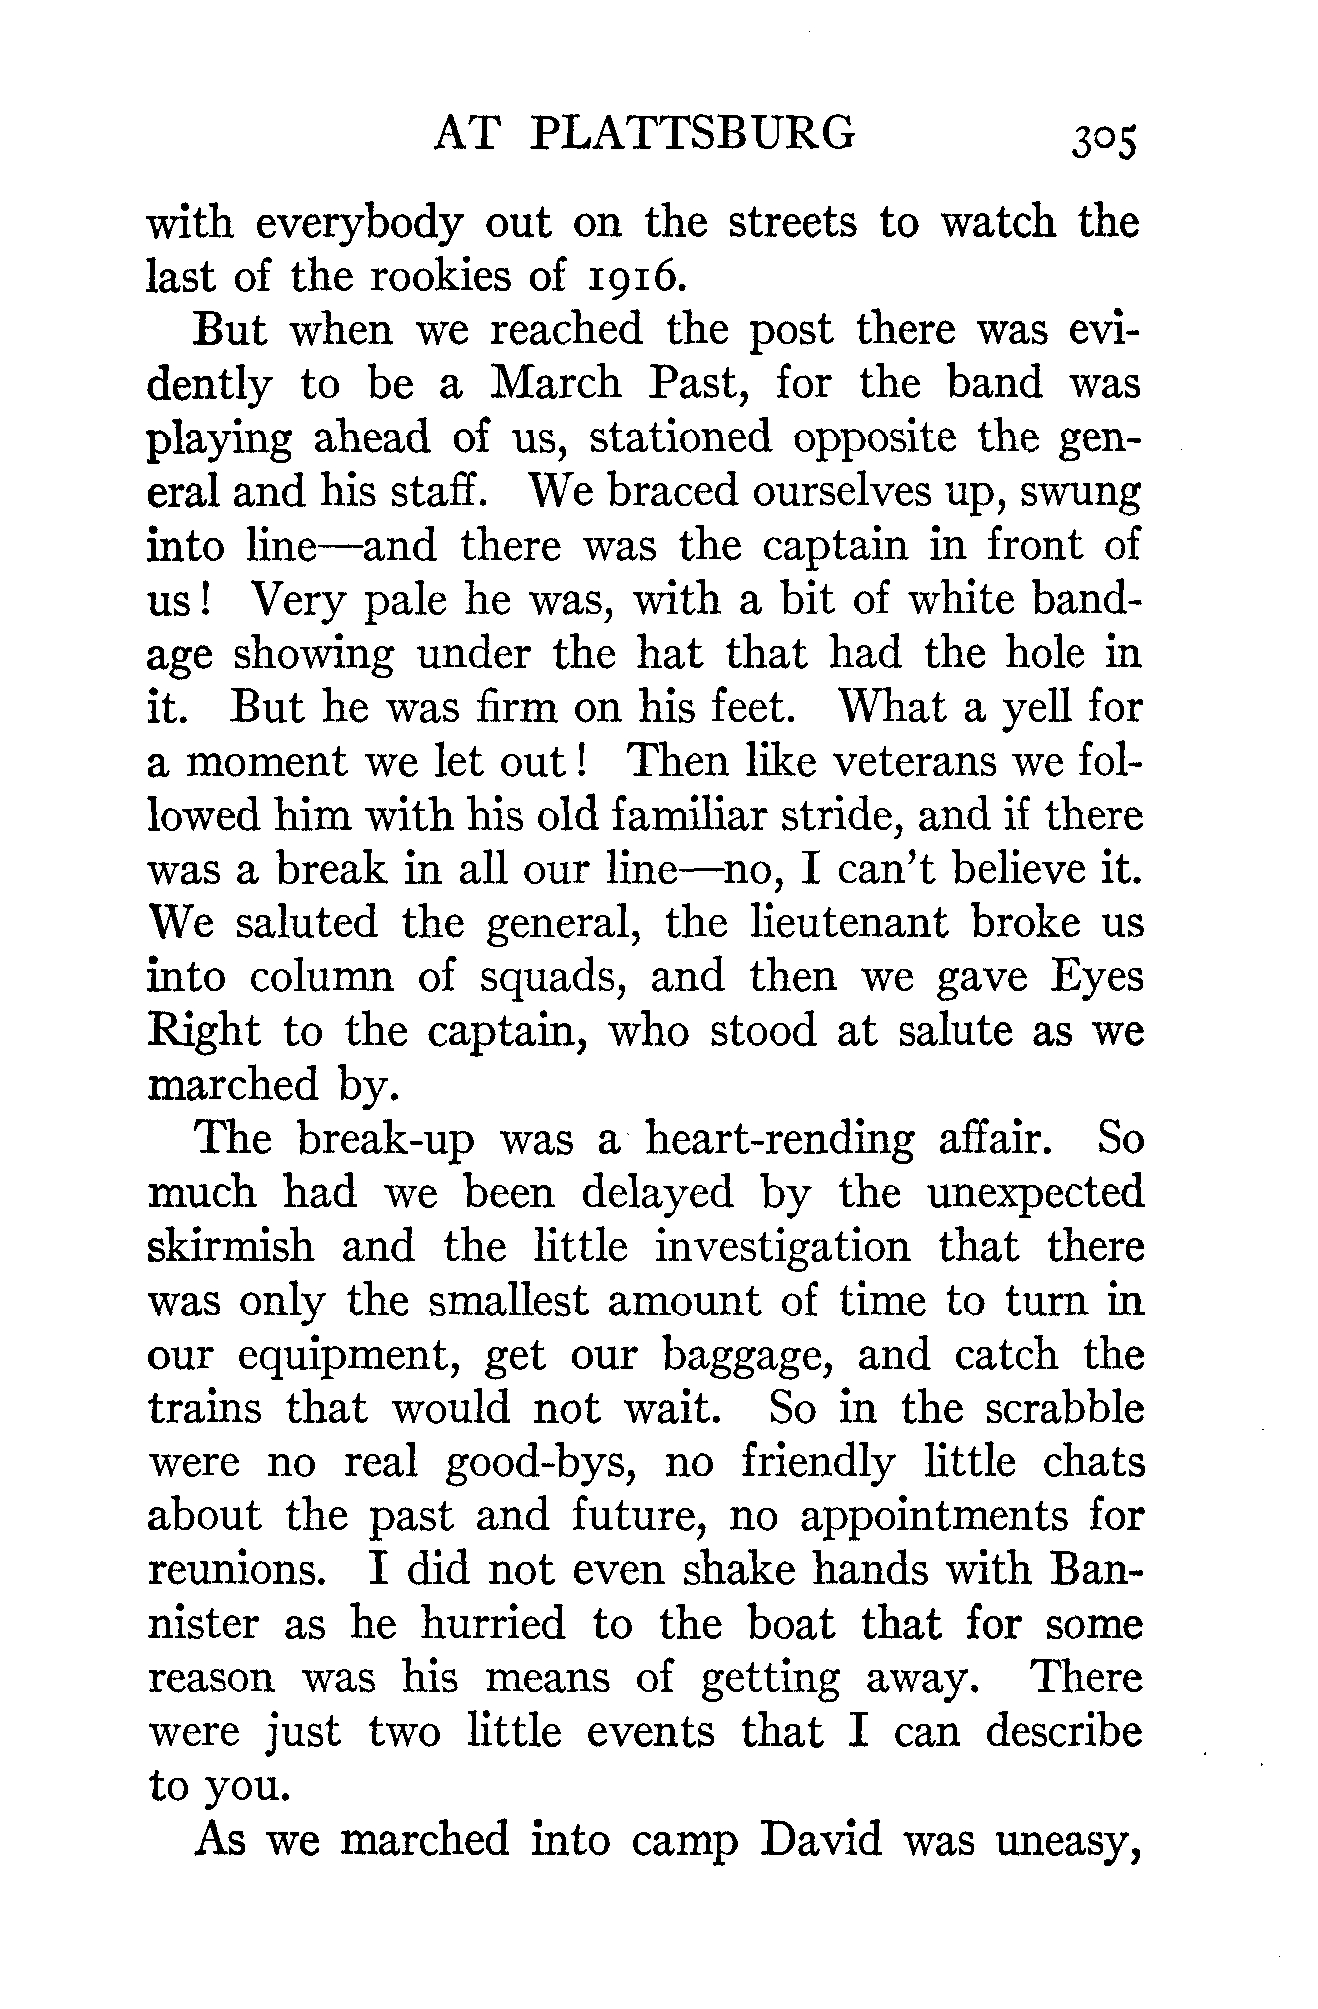 AT PLATTSBURG 305
with everybody out on the streets to watch the
last of the rookies of 1916.
But when we reached the post there was evi-
dently to be a March Past, for the band was
playing ahead of us, stationed opposite the gen-
eral and his staff. We braced ourselves up, swung
into line—and there was the captain in front of
us! Very pale he was, with a bit of white band-
age showing under the hat that had the hole in
it. But he was firm on his feet. What a yell for
a moment we let out! Then like veterans we fol-
lowed him with his old familiar stride, and if there
was a break in all our line—no, I can't believe it.
We saluted the general, the lieutenant broke us
into column of squads, and then we gave Eyes
Right to the captain, who stood at salute as we
marched by.
The break-up was a heart-rending affair. So
much had we been delayed by the unexpected
skirmish and the little investigation that there
was only the smallest amount of time to turn in
our equipment, get our baggage, and catch the
trains that would not wait. So in the scrabble
were no real good-bys, no friendly little chats
about the past and future, no appointments for
reunions. I did not even shake hands with Ban-
nister as he hurried to the boat that for some
reason was his means of getting away. There
were just two little events that I can describe
to you.
As we marched into camp David was uneasy,